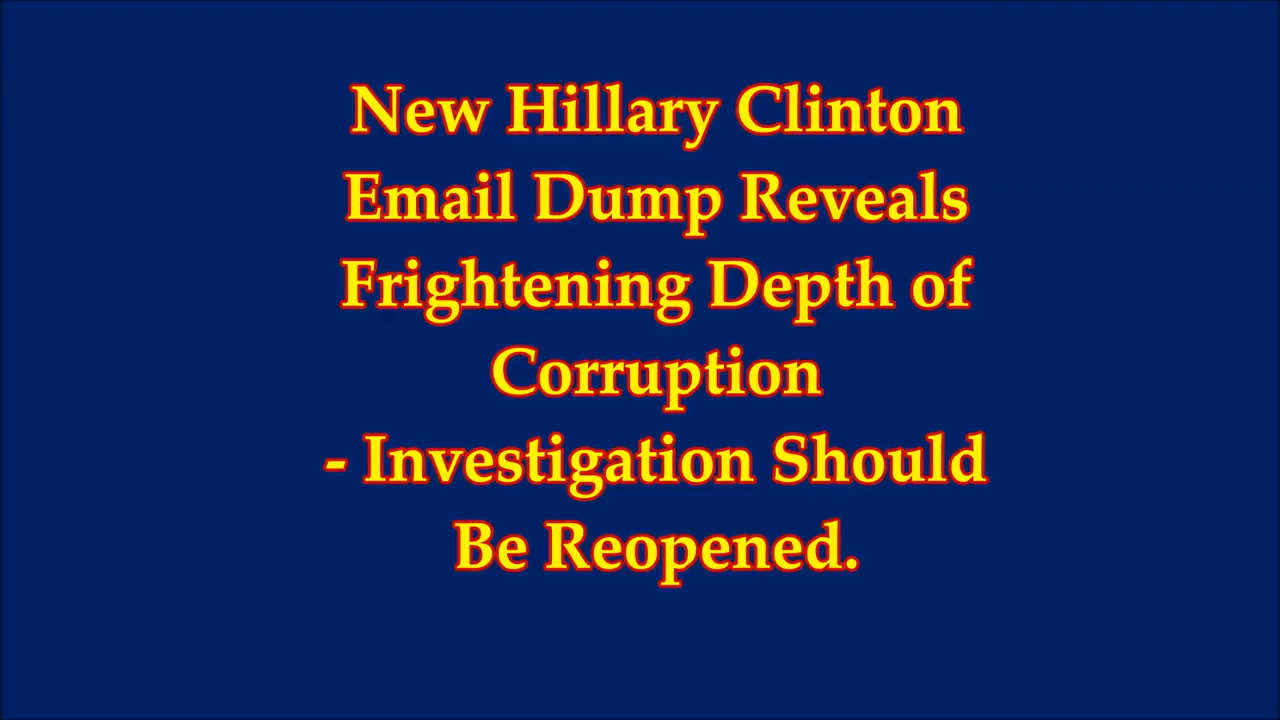 New Hillary Clinton
Email Dump Reveals
Frightening Depth of
Corruption
- Investigation Should
Be Reopened.